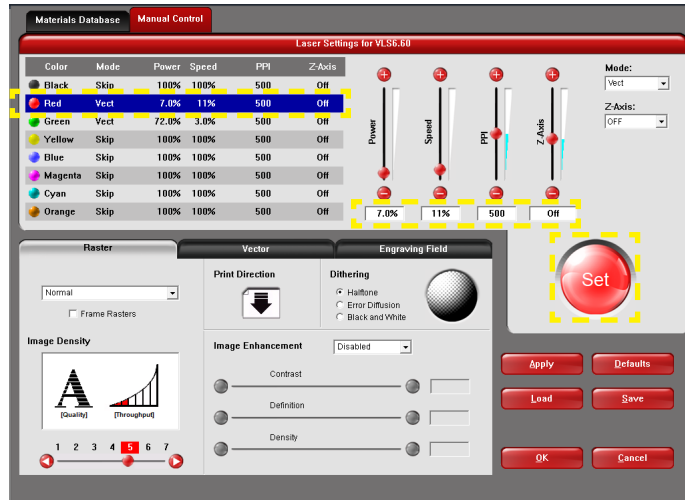 Materials Database Manual Control
Laser Settings for VLS6.60
Color Mode Power Speed PPI Z-Axis
Black Skip 100% 100% 500 Off
Red Vect 7.0% 11% 500 Off
Green Vect 72.0% 3.0% 500 Off
Yellow Skip 100% 100% 500 Off
Blue Skip 100% 100% 500 Off
Magenta Skip 100% 100% 500 Off
Cyan Skip 100% 100% 500 Off
Orange Skip 100% 100% 500 Off
Power Speed PPI Z-Axis
7.0% 11% 500 Off
Mode:
Vect
Z-Axis:
OFF
Set
Raster Vector Engraving Field
Normal
Frame Rasters
Print Direction
Dithering
Halftone
Error Diffusion
Black and White
Image Density
A
[Quality] [Throughput]
1 2 3 4 5 6 7
Image Enhancement Disabled
Contrast
Definition
Density
Apply Defaults
Load Save
OK Cancel